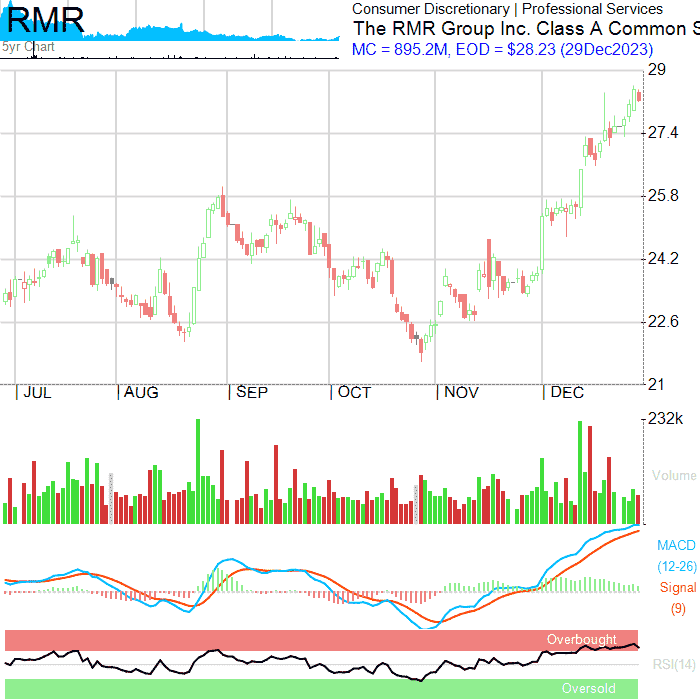 RMR
5yr Chart
Consumer Discretionary | Professional Services
The RMR Group Inc. Class A Common S
MC = 895.2M, EOD = $28.23 (29Dec2023)
29
27.4
25.8
24.2
22.6
21
|JUL |AUG |SEP |OCT |NOV |DEC
232k
Volume
MACD
(12-26)
Signal
(9)
Overbought
RSI(14)
Oversold